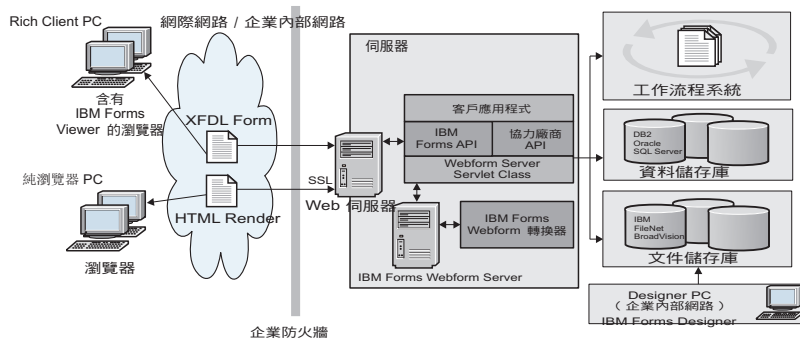 Rich Client PC
網際網路 / 企業內部網路
含有
IBM Forms
Viewer 的瀏覽器
XFDL Form
純瀏覽器 PC
HTML Render
瀏覽器
企業防火牆
SSL
Web 伺服器
伺服器
客戶應用程式
IBM
Forms API
協力廠商
API
Webform Server
Servlet Class
IBM Forms
Webform 轉換器
IBM Forms Webform Server
工作流程系統
DB2
Oracle
SQL Server
資料儲存庫
IBM
FileNet
BroadVision
文件儲存庫
Designer PC
（ 企業內部網路 ）
IBM Forms Designer